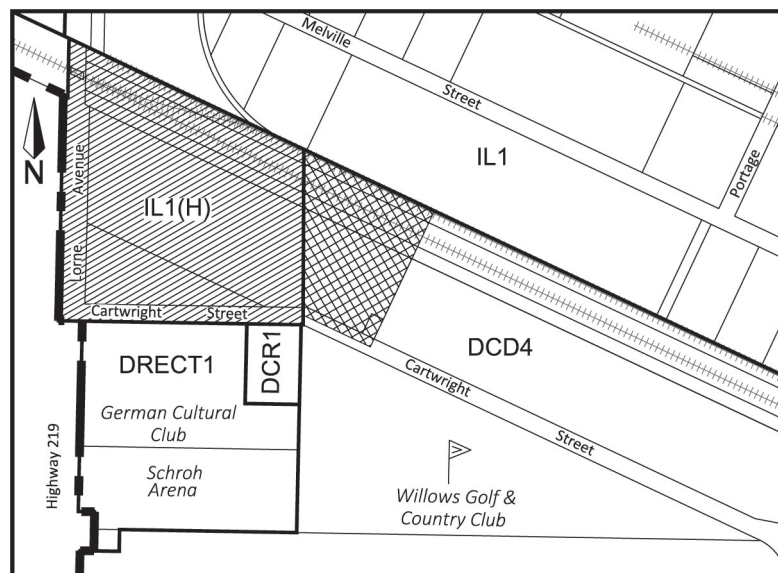 Melville
Street
IL1
Portage
N
Avenue
Lorne
IL1(H)
Cartwright Street
DRECT1
DCR1
DCD4
Cartwright
Street
German Cultural
Club
Highway 219
Schroh
Arena
Willows Golf &
Country Club